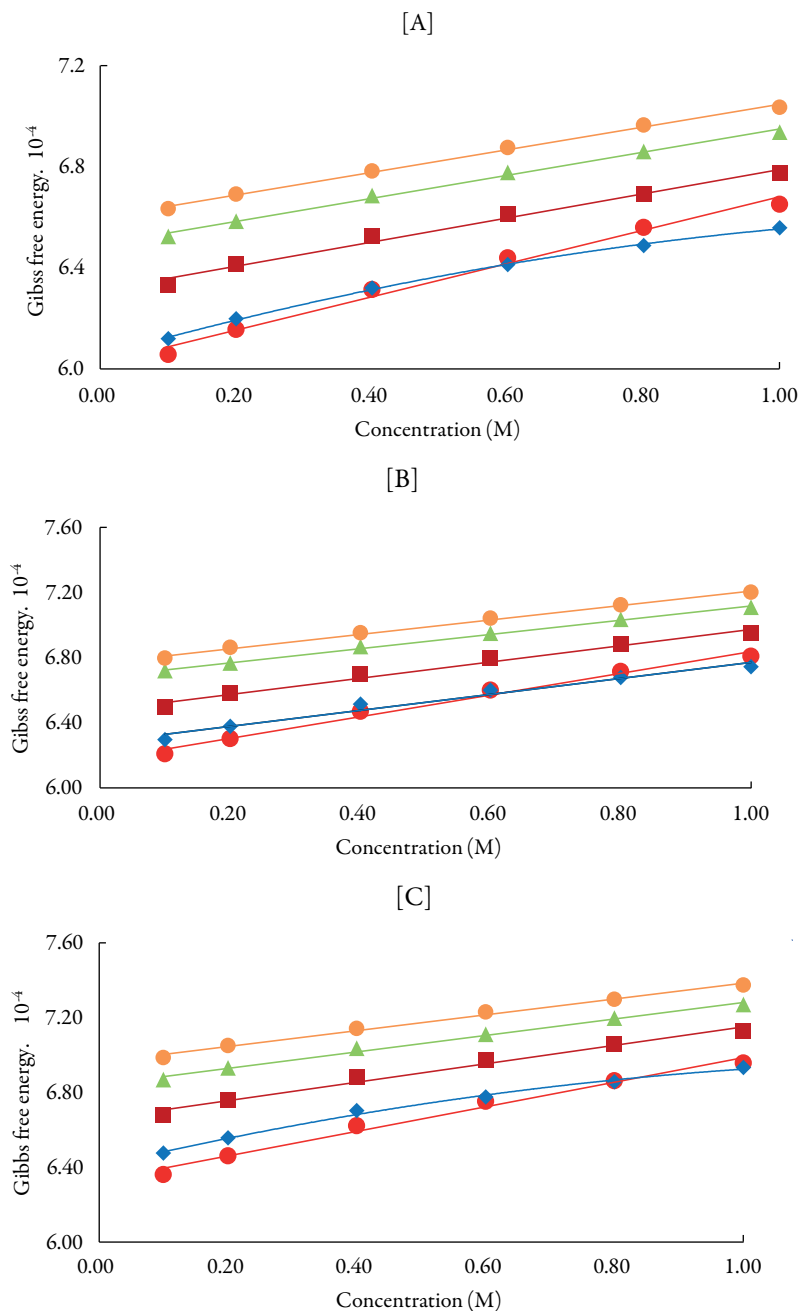 [A]
7.2
6.8
6.4
6.0
Gibss free energy. 10⁻⁴
0.00 0.20 0.40 0.60 0.80 1.00
Concentration (M)
[B]
7.60
7.20
6.80
6.40
6.00
Gibss free energy. 10⁻⁴
0.00 0.20 0.40 0.60 0.80 1.00
Concentration (M)
[C]
7.60
7.20
6.80
6.40
6.00
Gibbs free energy. 10⁻⁴
0.00 0.20 0.40 0.60 0.80 1.00
Concentration (M)